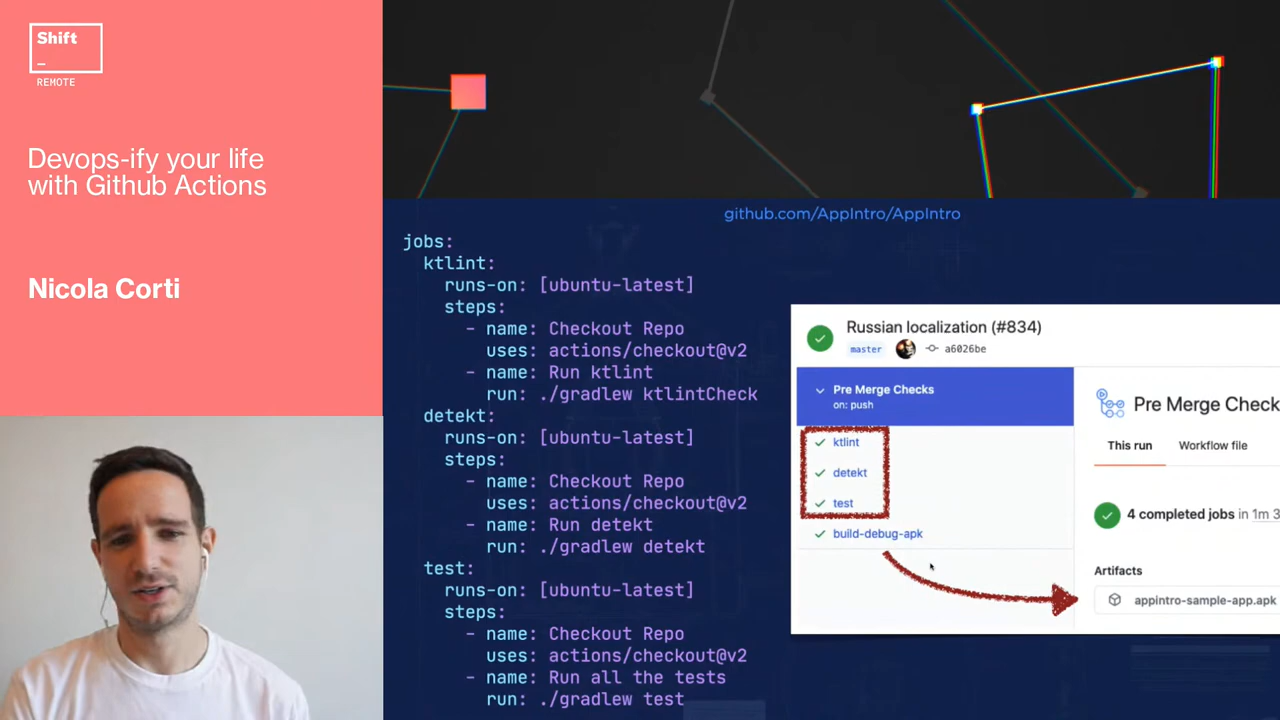 Shift
_
REMOTE
Devops-ify your life
with Github Actions
Nicola Corti
github.com/AppIntro/AppIntro
jobs:
ktlint:
runs-on: [ubuntu-latest]
steps:
- name: Checkout Repo
uses: actions/checkout@v2
- name: Run ktlint
run: ./gradlew ktlintCheck
detekt:
runs-on: [ubuntu-latest]
steps:
- name: Checkout Repo
uses: actions/checkout@v2
- name: Run detekt
run: ./gradlew detekt
test:
runs-on: [ubuntu-latest]
steps:
- name: Checkout Repo
uses: actions/checkout@v2
- name: Run all the tests
run: ./gradlew test
Russian localization (#834)
master a6026be
Pre Merge Checks
on: push
ktlint
detekt
test
build-debug-apk
Pre Merge Check
This run Workflow file
4 completed jobs in 1m 3
Artifacts
appintro-sample-app.apk